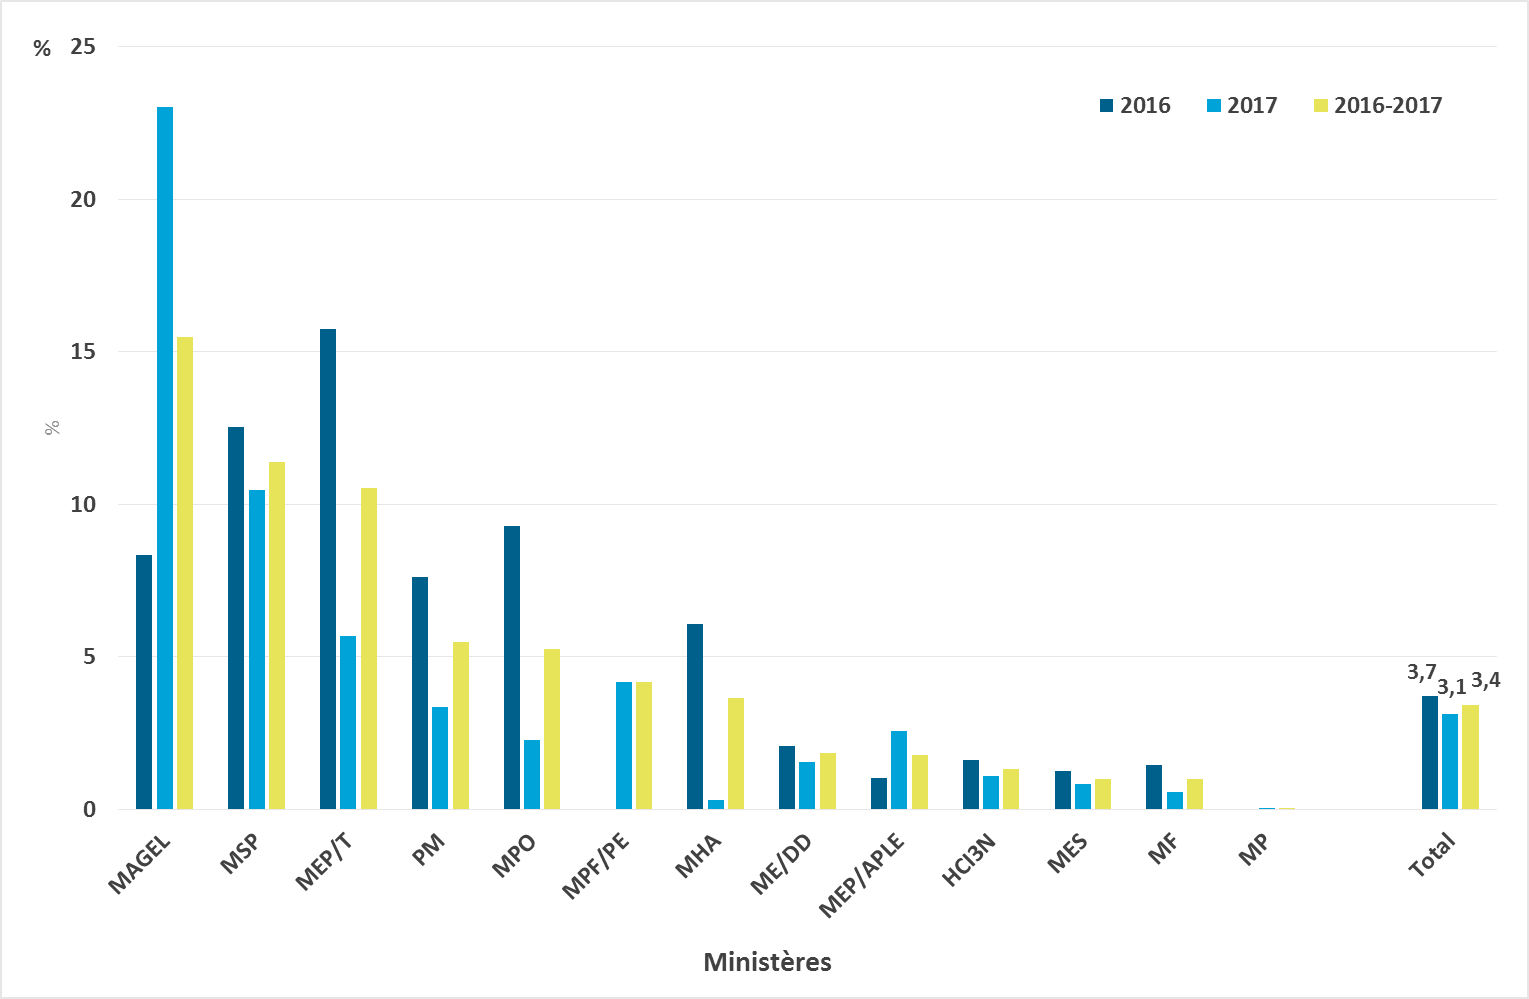 %
25
20
15
10
5
0
%
2016
2017
2016-2017
3,7
3,1
3,4
MAGEL
MSP
MEP/T
PM
MPO
MPF/PE
MHA
ME/DD
MEP/APLE
HCI3N
MES
MF
MP
Total
Ministères